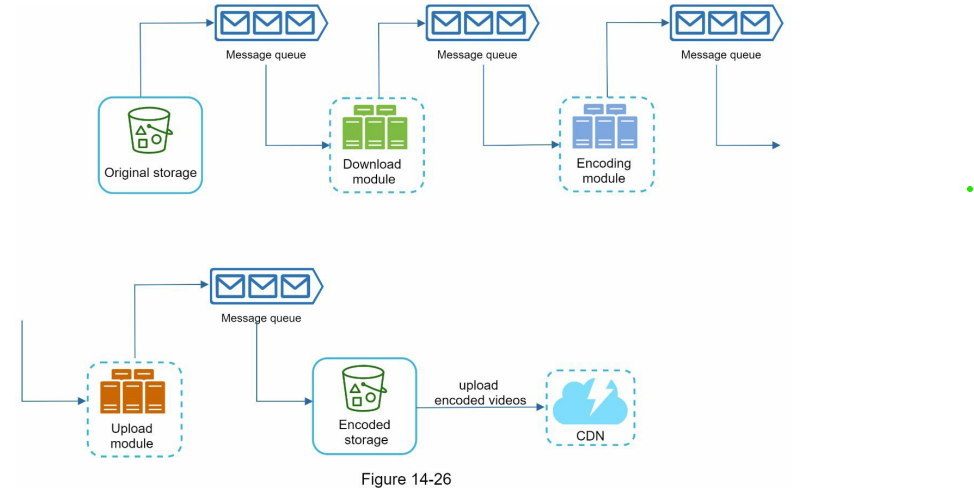 Message queue
Message queue
Message queue
Original storage
Download
module
Encoding
module
Message queue
Upload
module
Encoded
storage
upload
encoded videos
CDN
Figure 14-26